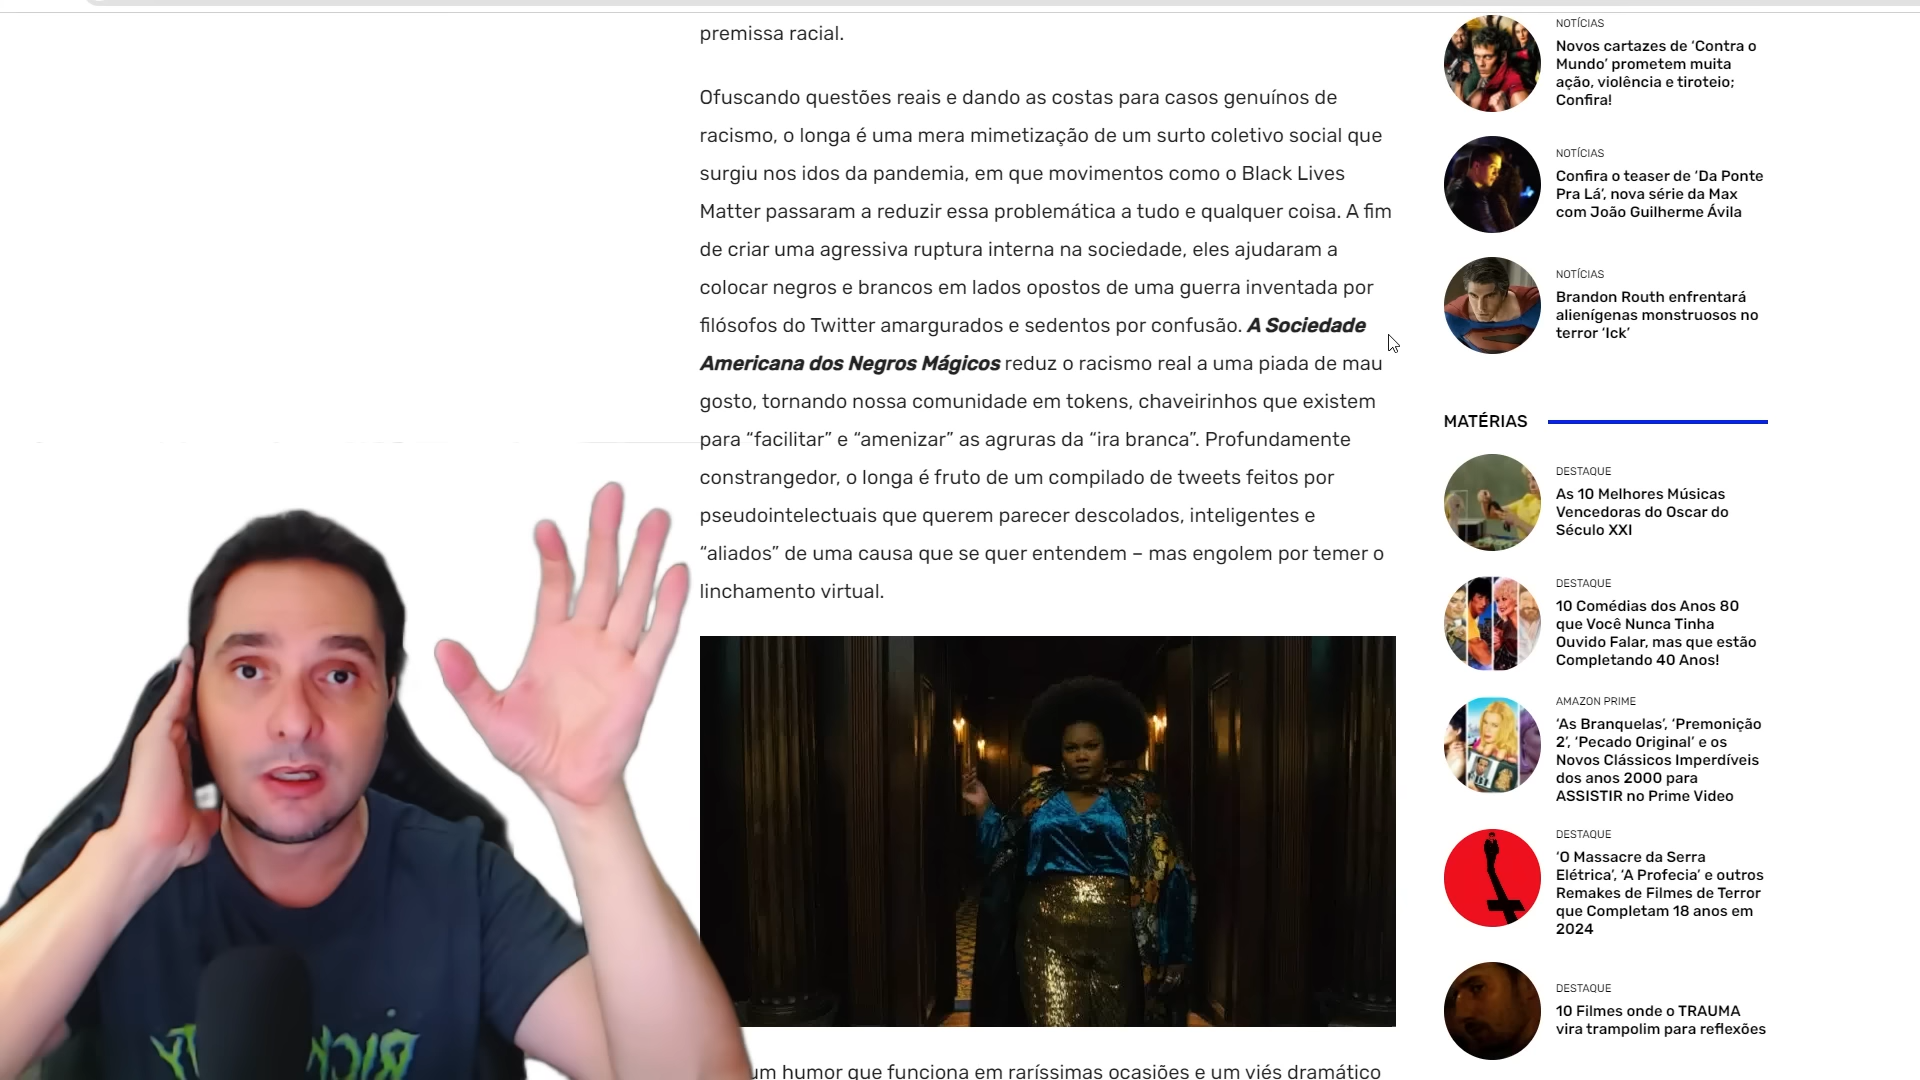 premissa racial.
Ofuscando questões reais e dando as costas para casos genuínos de
racismo, o longa é uma mera mimetização de um surto coletivo social que
surgiu nos idos da pandemia, em que movimentos como o Black Lives
Matter passaram a reduzir essa problemática a tudo e qualquer coisa. A fim
de criar uma agressiva ruptura interna na sociedade, eles ajudaram a
colocar negros e brancos em lados opostos de uma guerra inventada por
filósofos do Twitter amargurados e sedentos por confusão. A Sociedade
Americana dos Negros Mágicos reduz o racismo real a uma piada de mau
gosto, tornando nossa comunidade em tokens, chaveirinhos que existem
para “facilitar” e “amenizar” as agruras da “ira branca”. Profundamente
constrangedor, o longa é fruto de um compilado de tweets feitos por
pseudointelectuais que querem parecer descolados, inteligentes e
“aliados” de uma causa que se quer entendem – mas engolem por temer o
linchamento virtual.
um humor que funciona em raríssimas ocasiões e um viés dramático
NOTÍCIAS
Novos cartazes de ‘Contra o
Mundo’ prometem muita
ação, violência e tiroteio;
Confira!
NOTÍCIAS
Confira o teaser de ‘Da Ponte
Pra Lá’, nova série da Max
com João Guilherme Ávila
NOTÍCIAS
Brandon Routh enfrentará
alienígenas monstruosos no
terror ‘Ick’
MATÉRIAS
DESTAQUE
As 10 Melhores Músicas
Vencedoras do Oscar do
Século XXI
DESTAQUE
10 Comédias dos Anos 80
que Você Nunca Tinha
Ouvido Falar, mas que estão
Completando 40 Anos!
AMAZON PRIME
‘As Branquelas’, ‘Premonição
2’, ‘Pecado Original’ e os
Novos Clássicos Imperdíveis
dos anos 2000 para
ASSISTIR no Prime Video
DESTAQUE
‘O Massacre da Serra
Elétrica’, ‘A Profecia’ e outros
Remakes de Filmes de Terror
que Completam 18 anos em
2024
DESTAQUE
10 Filmes onde o TRAUMA
vira trampolim para reflexões